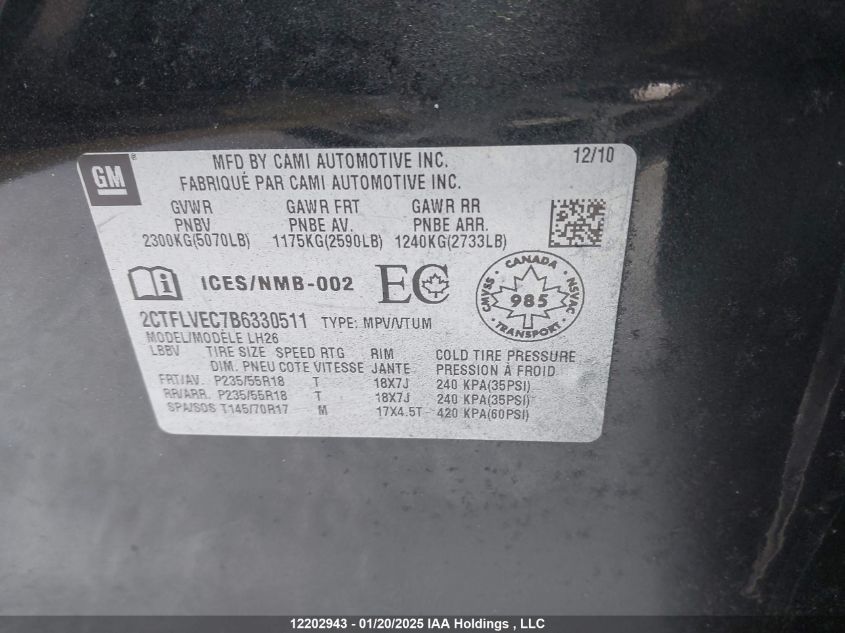 GM
MFD BY CAMI AUTOMOTIVE INC. 12/10
FABRIQUÉ PAR CAMI AUTOMOTIVE INC.
GVWR GAWR FRT GAWR RR
PNBV PNBE AV. PNBE ARR.
2300KG(5070LB) 1175KG(2590LB) 1240KG(2733LB)
ICES/NMB-002 EC
CANADA
CMVSS NSVAC
985
TRANSPORT
2CTFLVEC7B6330511 TYPE: MPV/VTUM
MODEL/MODÈLE LH26
LBBV TIRE SIZE SPEED RTG RIM COLD TIRE PRESSURE
DIM. PNEU COTE VITESSE JANTE PRESSION À FROID
FRT/AV. P235/55R18 T 18X7J 240 KPA(35PSI)
RR/ARR. P235/55R18 T 18X7J 240 KPA(35PSI)
SPA/SOS T145/70R17 M 17X4.5T 420 KPA(60PSI)
12202943 - 01/20/2025 IAA Holdings , LLC